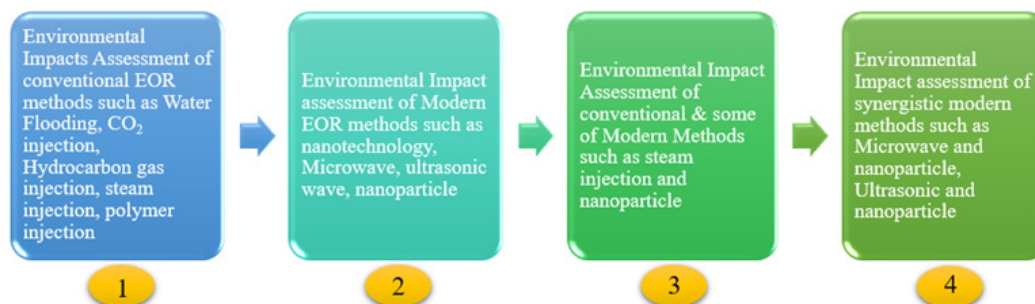 Environmental
Impacts Assessment of
conventional EOR
methods such as Water
Flooding, CO₂
injection,
Hydrocarbon gas
injection, steam
injection, polymer
injection
1
Environmental Impact
assessment of Modern
EOR methods such as
nanotechnology,
Microwave, ultrasonic
wave, nanoparticle
2
Environmental Impact
Assessment of
conventional & some
of Modern Methods
such as steam
injection and
nanoparticle
3
Environmental
Impact assessment of
synergistic modern
methods such as
Microwave and
nanoparticle,
Ultrasonic and
nanoparticle
4